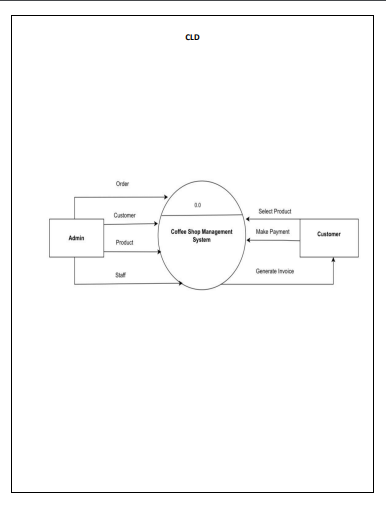 CLD
Order
0.0
Customer
Select Product
Admin
Coffee Shop Management
System
Make Payment
Customer
Product
Staff
Generate Invoice